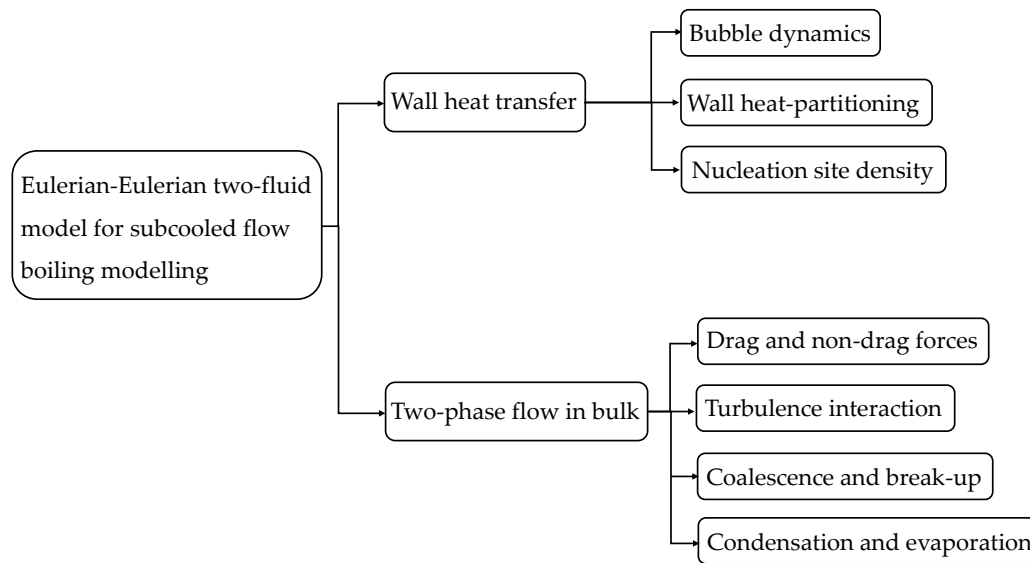 Eulerian-Eulerian two-fluid
model for subcooled flow
boiling modelling
Wall heat transfer
Bubble dynamics
Wall heat-partitioning
Nucleation site density
Two-phase flow in bulk
Drag and non-drag forces
Turbulence interaction
Coalescence and break-up
Condensation and evaporation